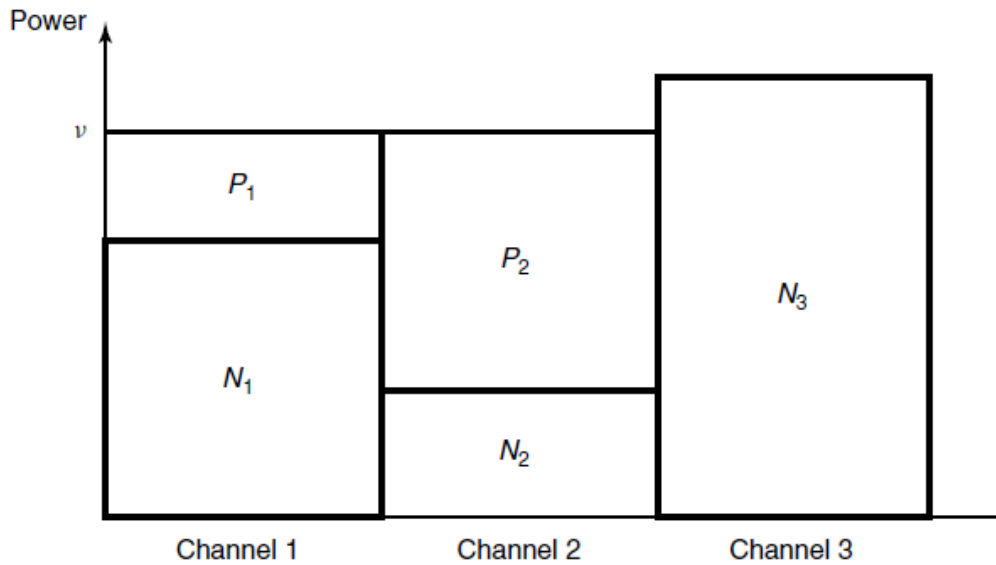 Power
ν
P₁
P₂
N₃
N₁
N₂
Channel 1 Channel 2 Channel 3